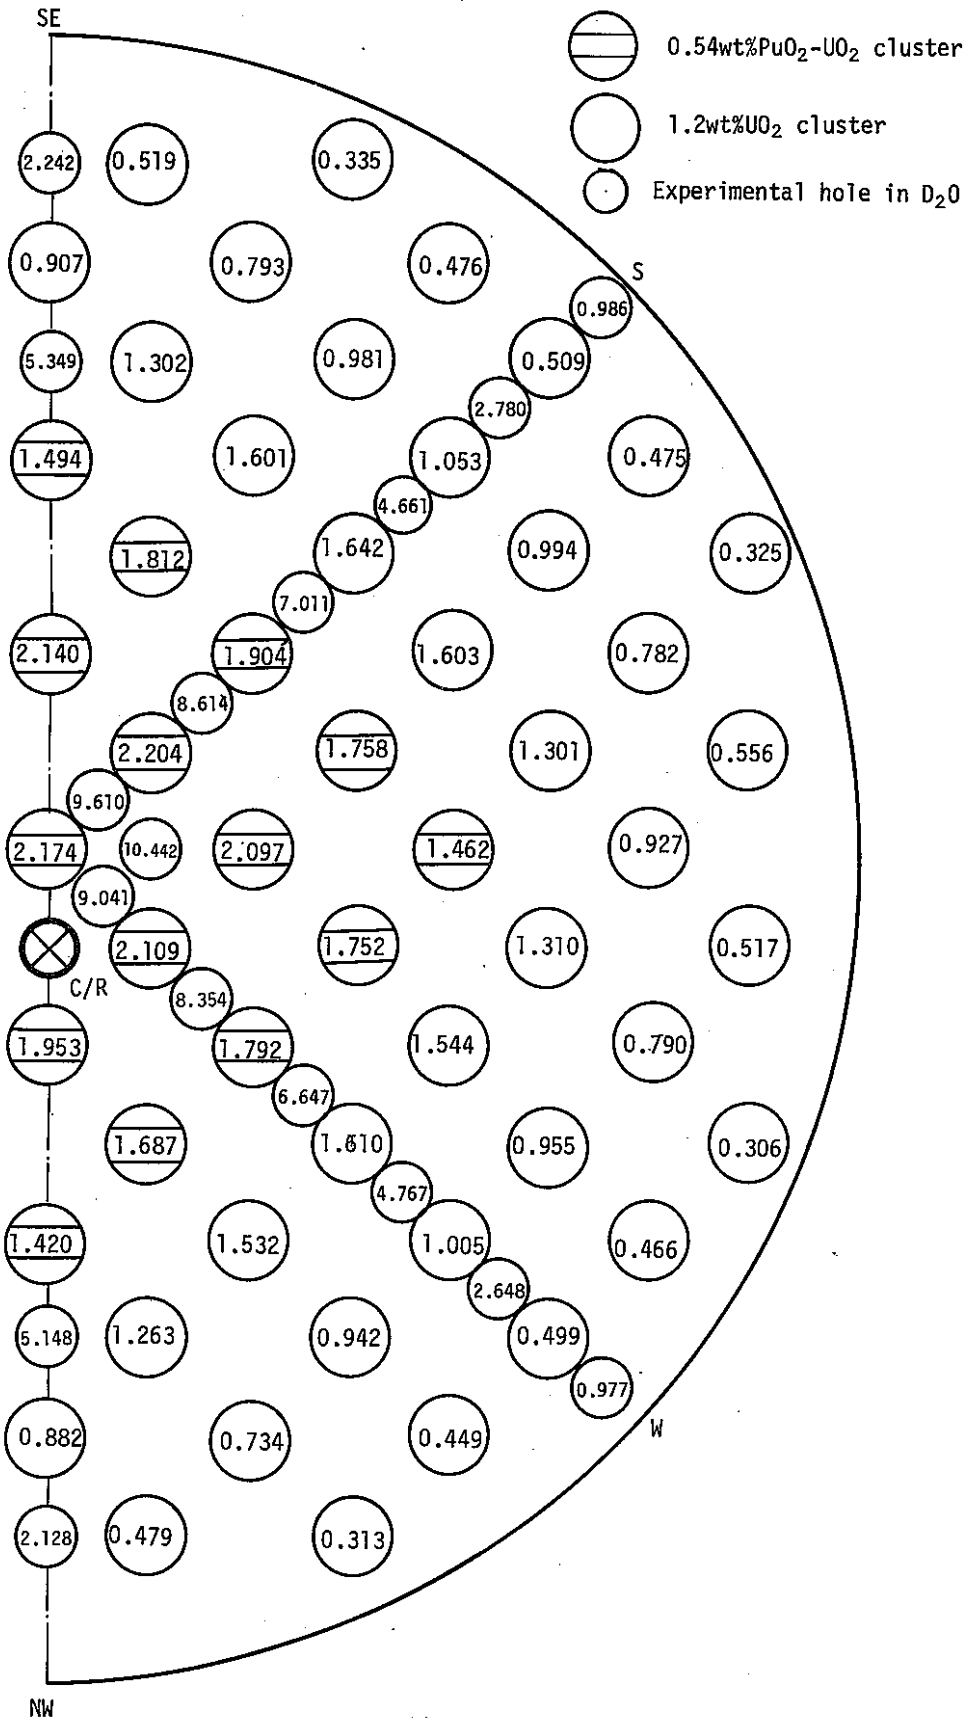 SE
0.54wt%PuO2-UO2 cluster
1.2wt%UO2 cluster
Experimental hole in D2O
2.242 0.519 0.335
0.907 0.793 0.476
S
0.986
5.349 1.302 0.981 0.509
2.780
1.494 1.601 1.053 0.475
4.661
1.812 1.642 0.994 0.325
7.011
2.140 1.904 1.603 0.782
8.614
2.204 1.758 1.301 0.556
9.610
2.174 10.442 2.097 1.462 0.927
9.041
2.109 1.752 1.310 0.517
C/R
8.354
1.953 1.792 1.544 0.790
6.647
1.687 1.610 0.955 0.306
4.767
1.420 1.532 1.005 0.466
2.648
5.148 1.263 0.942 0.499
0.977
W
0.882 0.734 0.449
2.128 0.479 0.313
NW